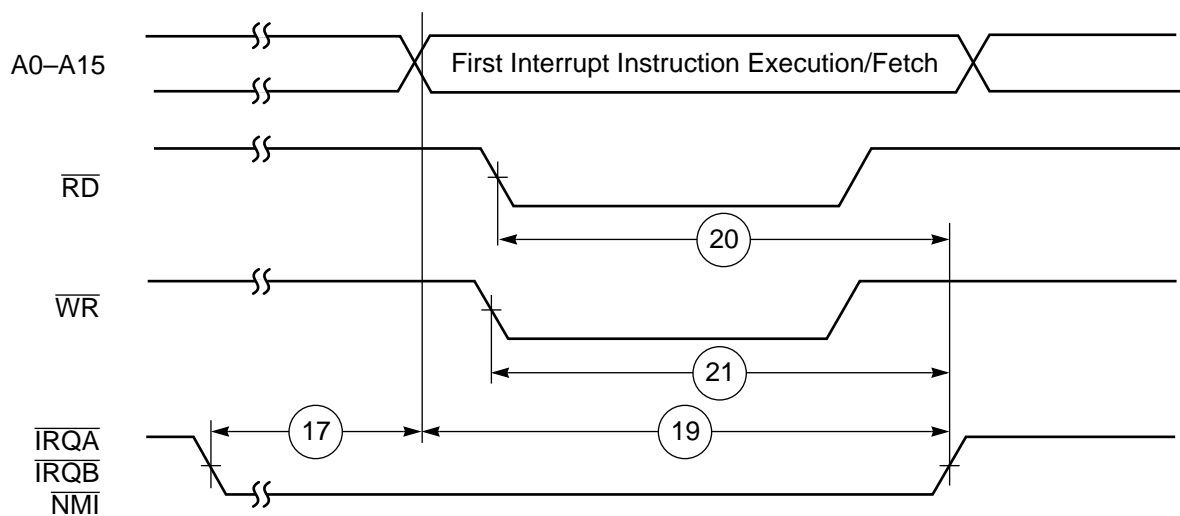 A0–A15
First Interrupt Instruction Execution/Fetch
RD
20
WR
21
17
19
IRQA
IRQB
NMI